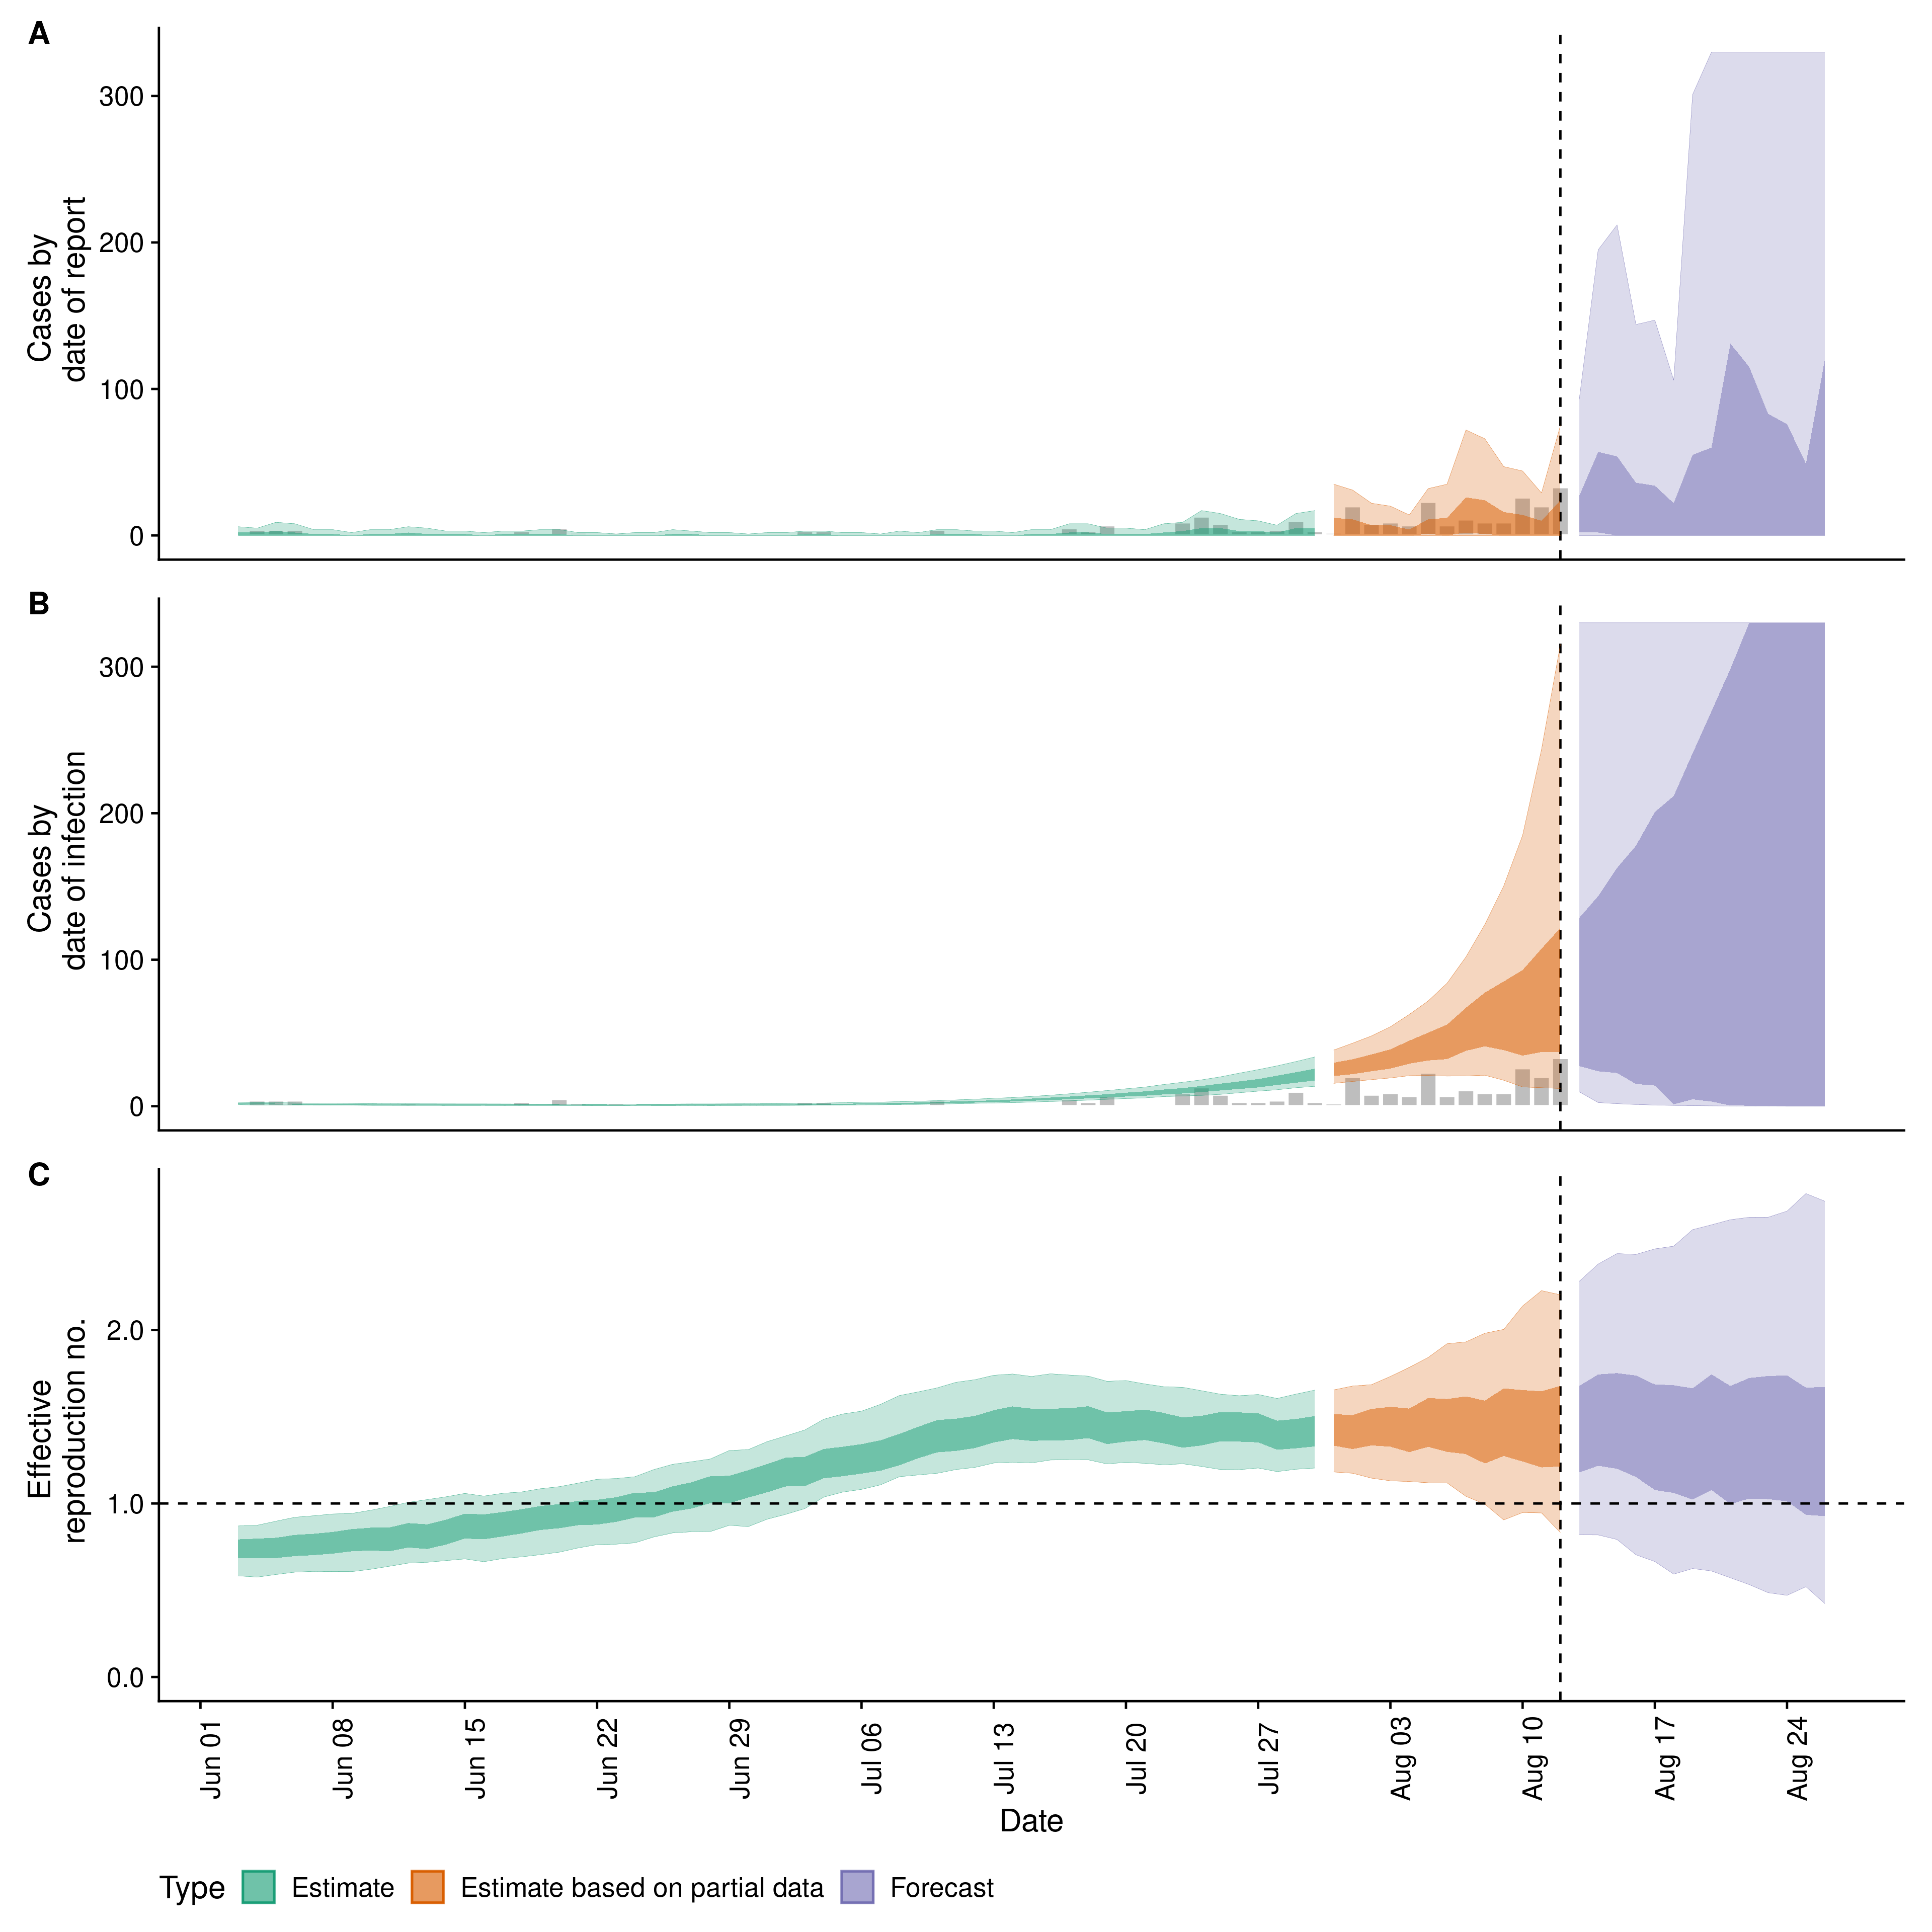 A
Cases by
date of report
300
200
100
0
B
Cases by
date of infection
300
200
100
0
C
Effective
reproduction no.
2.0
1.0
0.0
Jun 01
Jun 08
Jun 15
Jun 22
Jun 29
Jul 06
Jul 13
Jul 20
Jul 27
Aug 03
Aug 10
Aug 17
Aug 24
Date
Type Estimate Estimate based on partial data Forecast